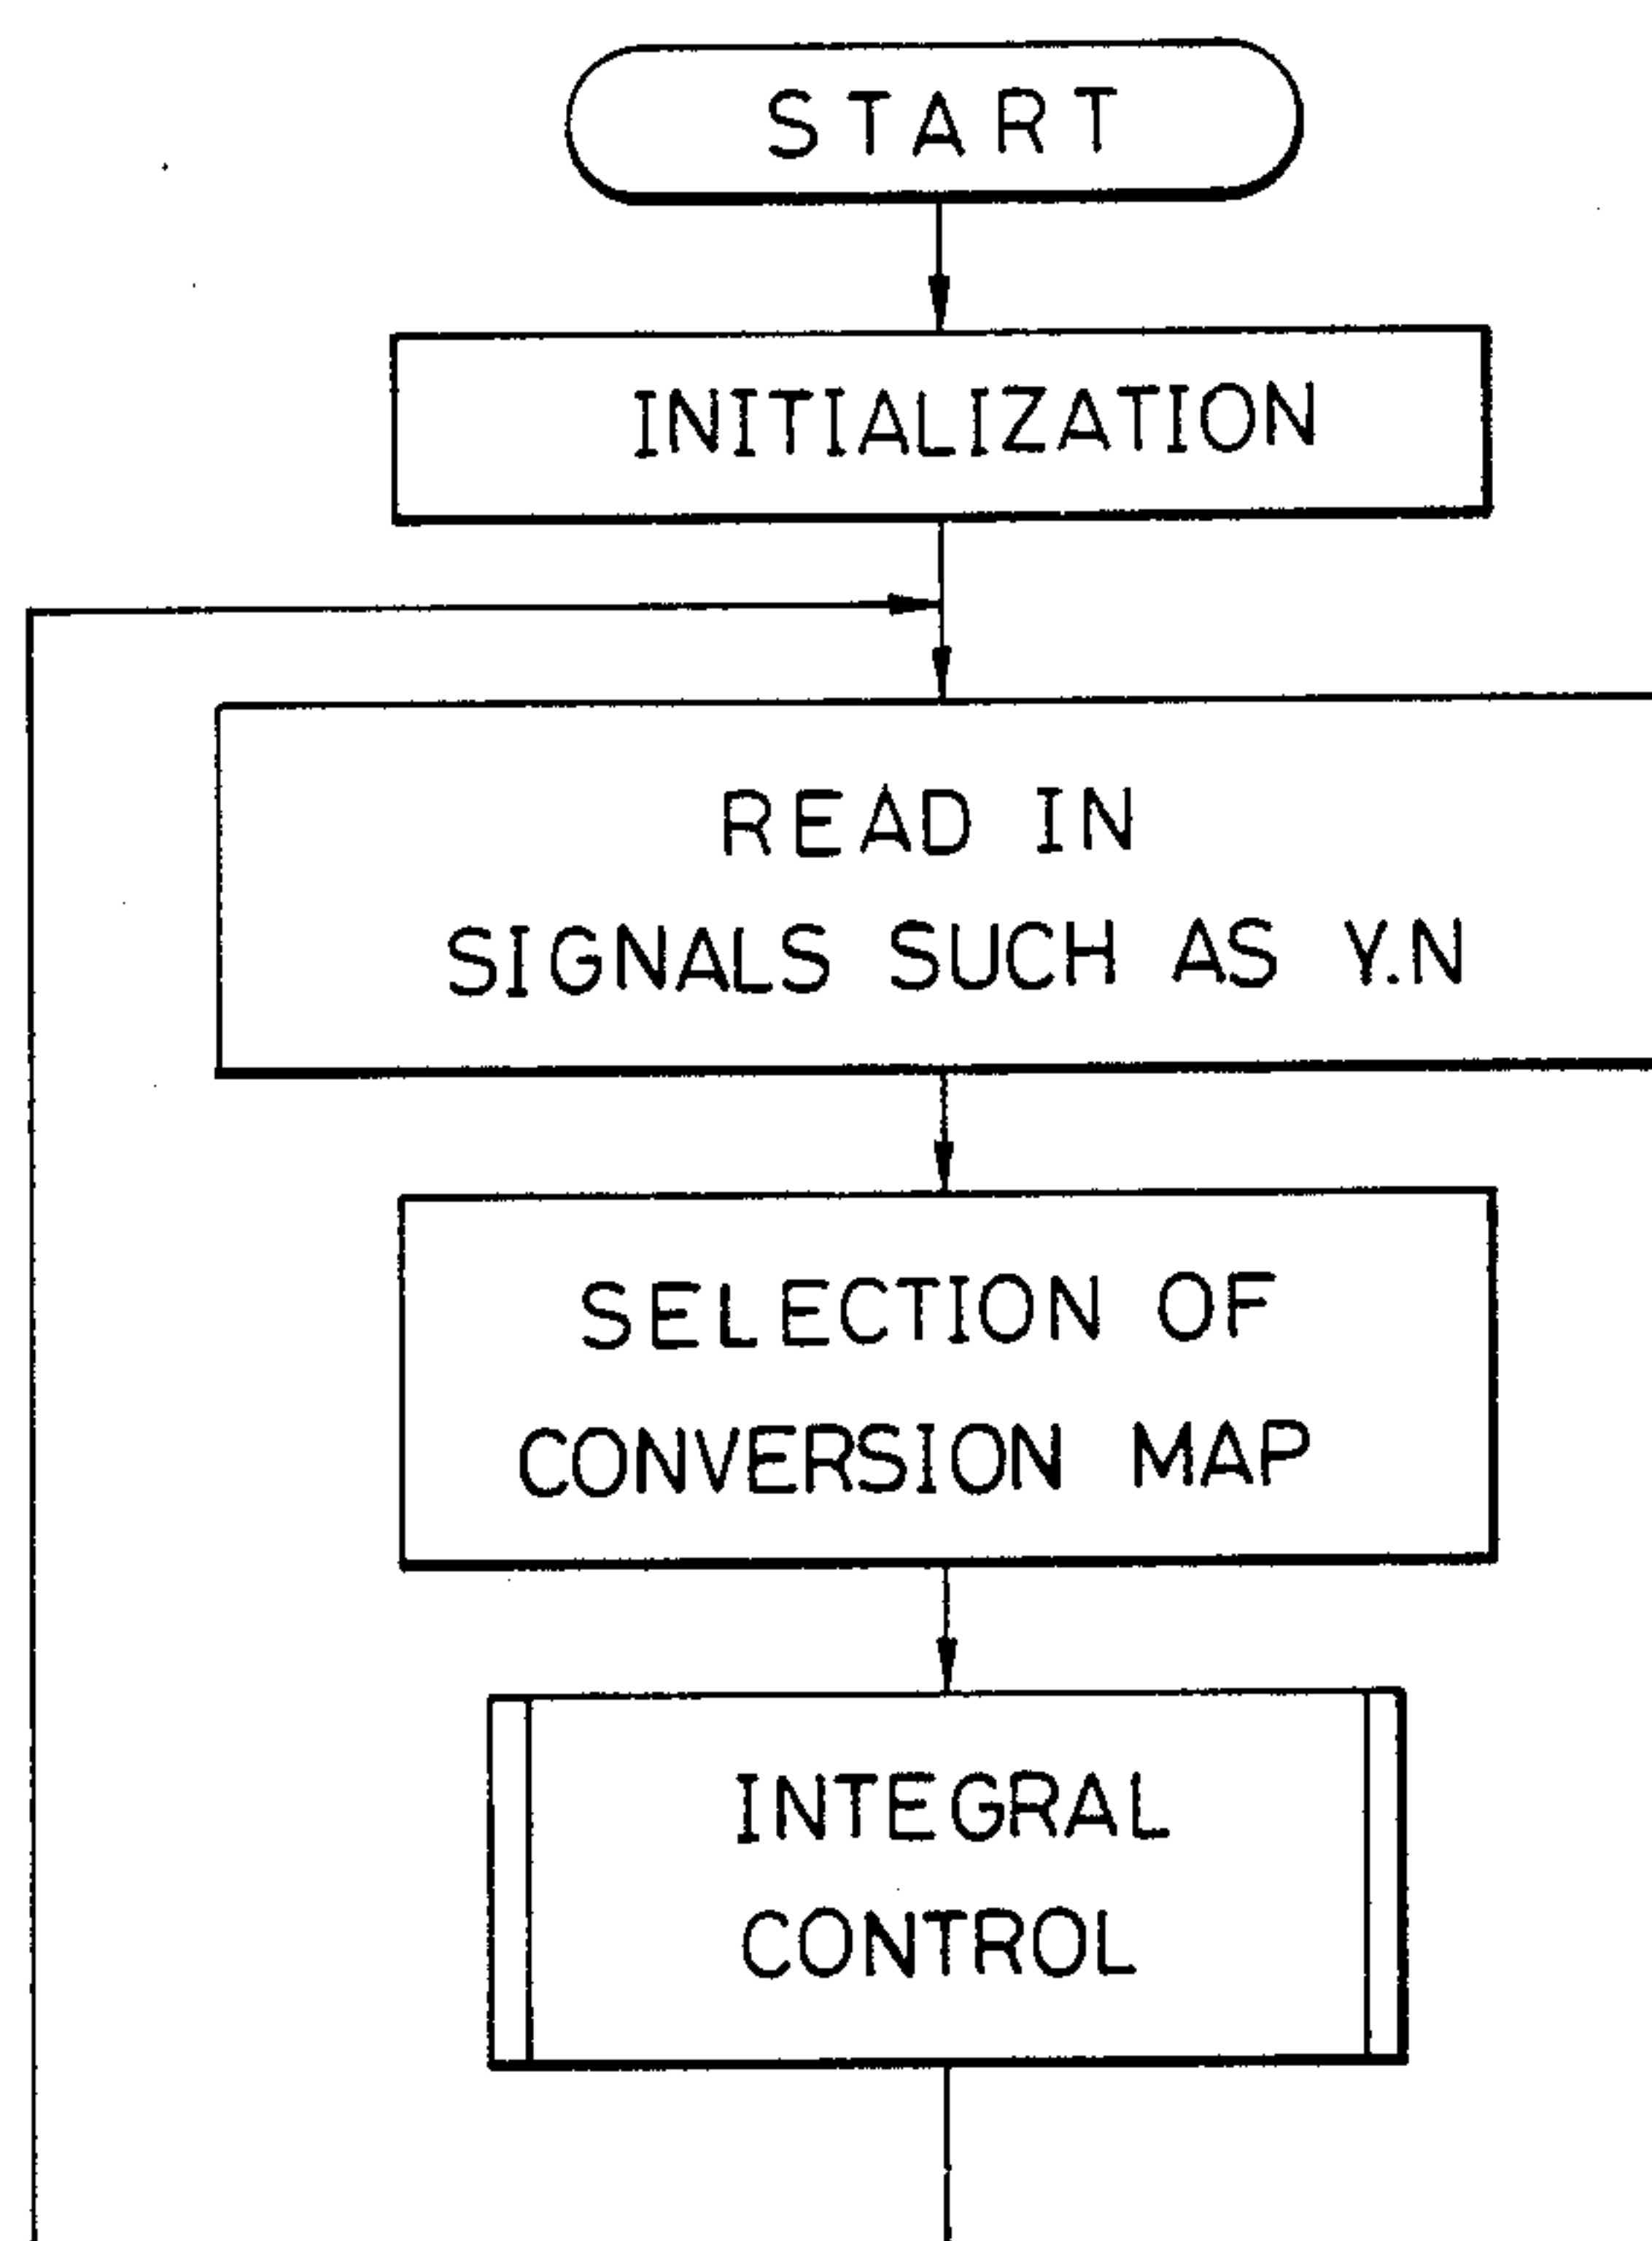 START
INITIALIZATION
READ IN
SIGNALS SUCH AS Y.N
SELECTION OF
CONVERSION MAP
INTEGRAL
CONTROL